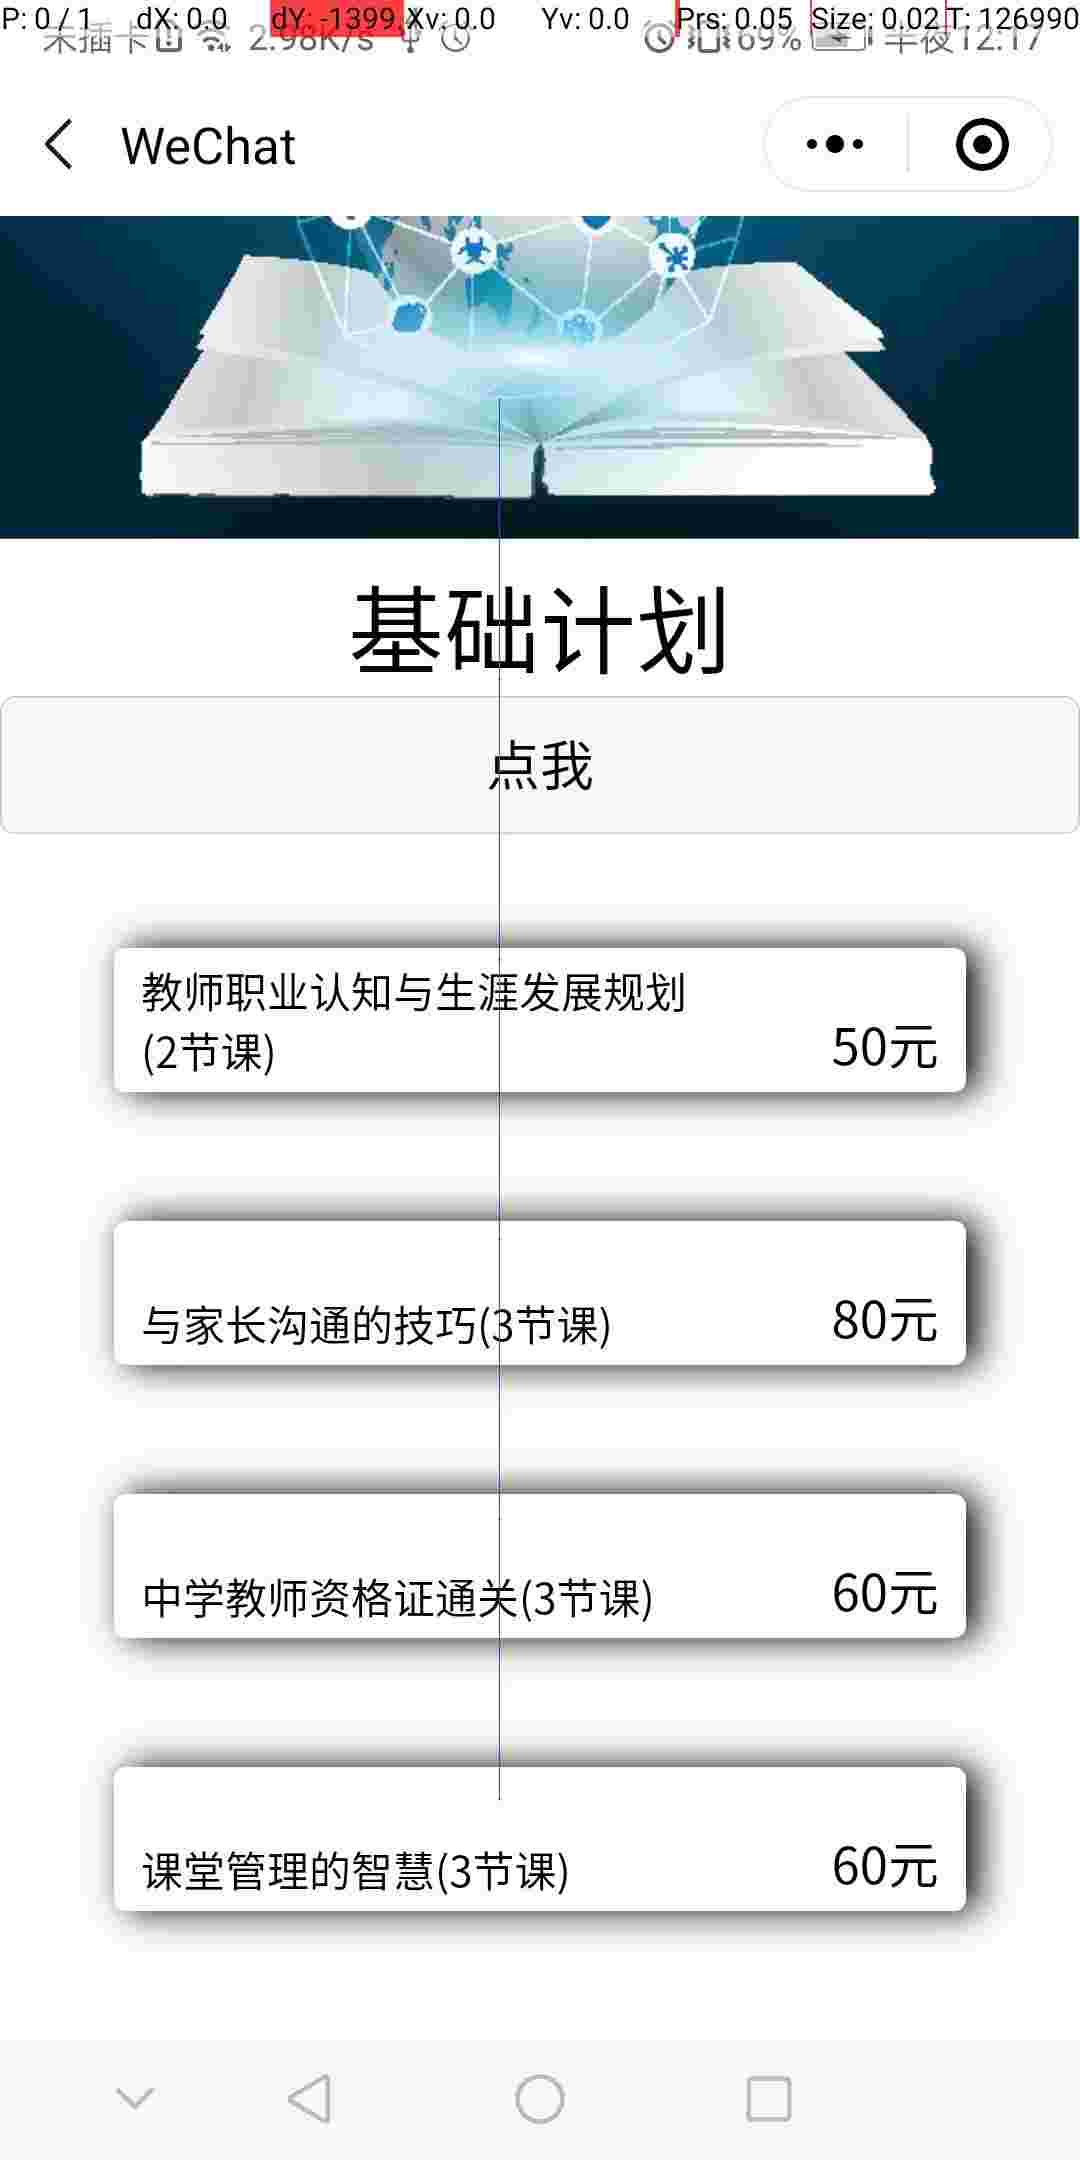 P: 0 / 1 dX: 0.0 dY: -1399. Xv: 0.0 Yv: 0.0 Prs: 0.05 Size: 0.02 T: 126990
未插卡 2.98K/s 69% 半夜12:17
WeChat
基础计划
点我
教师职业认知与生涯发展规划
(2节课)
50元
与家长沟通的技巧(3节课)
80元
中学教师资格证通关(3节课)
60元
课堂管理的智慧(3节课)
60元